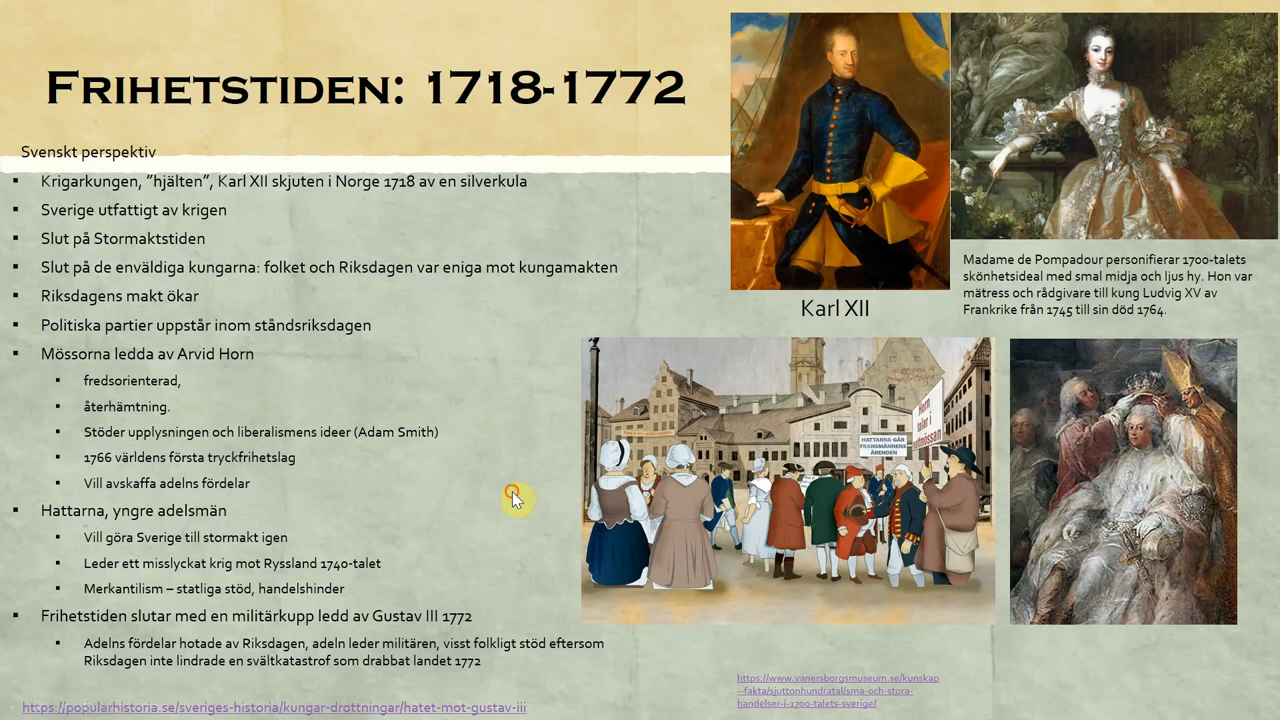 Frihetstiden: 1718-1772
Svenskt perspektiv
Krigarkungen, ”hjälten”, Karl XII skjuten i Norge 1718 av en silverkula
Sverige utfattigt av krigen
Slut på Stormaktstiden
Slut på de enväldiga kungarna: folket och Riksdagen var eniga mot kungamakten
Riksdagens makt ökar
Politiska partier uppstår inom ståndsriksdagen
Mössorna ledda av Arvid Horn
fredsorienterad,
återhämtning.
Stöder upplysningen och liberalismens ideer (Adam Smith)
1766 världens första tryckfrihetslag
Vill avskaffa adelns fördelar
Hattarna, yngre adelsmän
Vill göra Sverige till stormakt igen
Leder ett misslyckat krig mot Ryssland 1740-talet
Merkantilism – statliga stöd, handelshinder
Frihetstiden slutar med en militärkupp ledd av Gustav III 1772
Adelns fördelar hotade av Riksdagen, adeln leder militären, visst folkligt stöd eftersom
Riksdagen inte lindrade en svältkatastrof som drabbat landet 1772
https://popularhistoria.se/sveriges-historia/kungar-drottningar/hatet-mot-gustav-iii
Karl XII
Madame de Pompadour personifierar 1700-talets
skönhetsideal med smal midja och ljus hy. Hon var
mätress och rådgivare till kung Ludvig XV av
Frankrike från 1745 till sin död 1764.
HATTARNA GÅR
FRANSMÄNNENS
ÄRENDEN
Horn
talar i
nattmössan
https://www.vanersborgsmuseum.se/kunskap
--fakta/sjuttonhundratal/sma-och-stora-
handelser-i-1700-talets-sverige/